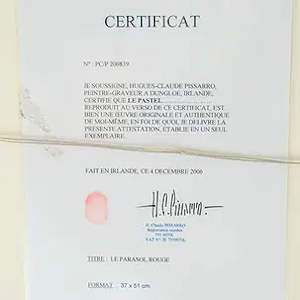 CERTIFICAT
N° : PC/P 200839
JE SOUSSIGNE, HUGUES-CLAUDE PISSARRO,
PEINTRE-GRAVEUR A DUNGLOE, IRLANDE,
CERTIFIE QUE LE PASTEL
REPRODUIT AU VERSO DE CE CERTIFICAT, EST
BIEN UNE ŒUVRE ORIGINALE ET AUTHENTIQUE
DE MOI-MÊME, EN FOI DE QUOI, JE DELIVRE LA
PRESENTE ATTESTATION, ETABLIE EN UN SEUL
EXEMPLAIRE.
FAIT EN IRLANDE, CE 4 DECEMBRE 2006
H.C. Pissarro
H. Claude PISSARRO
TITRE : LE PARASOL ROUGE
FORMAT : 37 x 51 cm